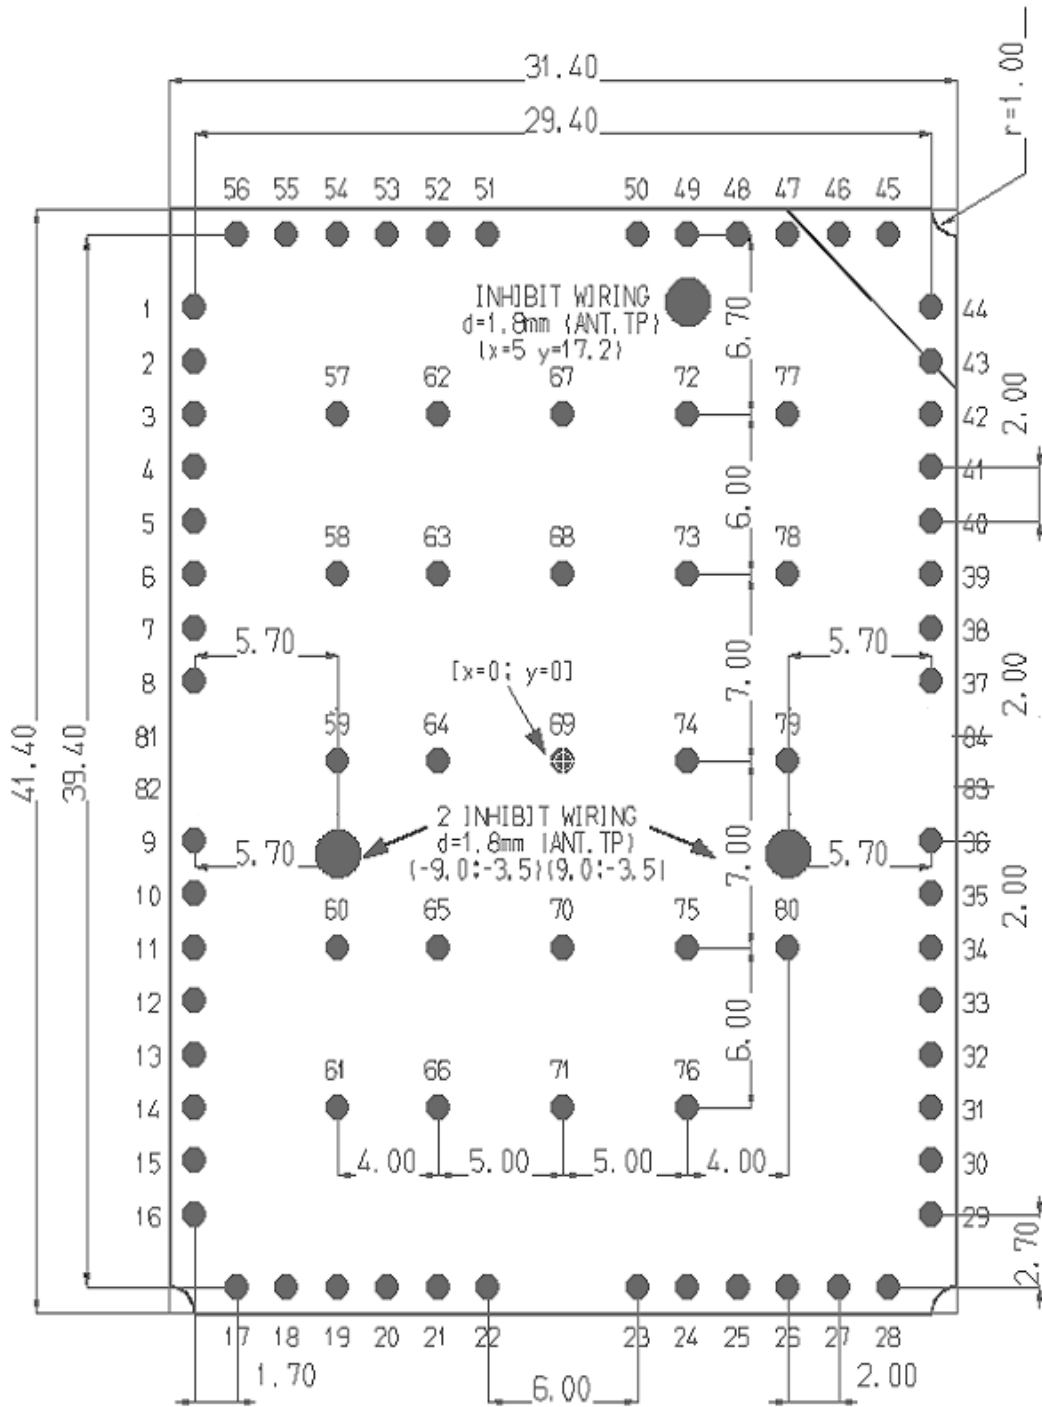 31.40
29.40
r=1.00
56 55 54 53 52 51 50 49 48 47 46 45
1 INHIBIT WIRING 44
d=1.8mm (ANT.TP)
(x=5 y=17.2)
6.70
2 43
57 62 67 72 77
3 42
2.00
4 41
6.00
5 40
58 63 68 73 78
6 39
7 38
5.70 5.70
[x=0; y=0]
8 37
7.00
2.00
59 64 69 74 79
81 84
41.40
39.40
82 83
2 INHIBIT WIRING
d=1.8mm (ANT.TP)
(-9.0;-3.5)(9.0;-3.5)
9 36
5.70 5.70
7.00
10 35
2.00
60 65 70 75 80
11 34
12 33
6.00
13 32
61 66 71 76
14 31
4.00 5.00 5.00 4.00
15 30
16 29
2.70
17 18 19 20 21 22 23 24 25 26 27 28
1.70 6.00 2.00